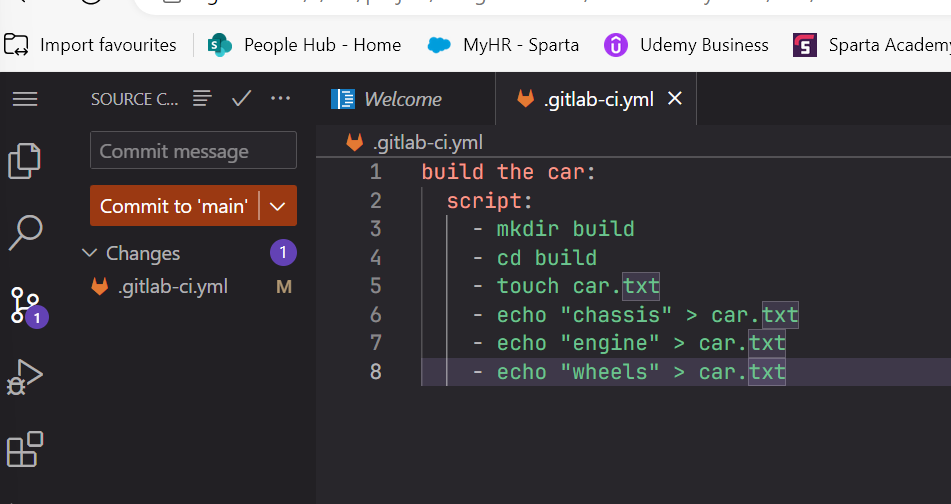 Import favourites
People Hub - Home
MyHR - Sparta
Udemy Business
Sparta Academy
SOURCE C...
Welcome
.gitlab-ci.yml
Commit message
.gitlab-ci.yml
Commit to 'main'
Changes 1
.gitlab-ci.yml M
1
1 build the car:
2 script:
3 - mkdir build
4 - cd build
5 - touch car.txt
6 - echo "chassis" > car.txt
7 - echo "engine" > car.txt
8 - echo "wheels" > car.txt